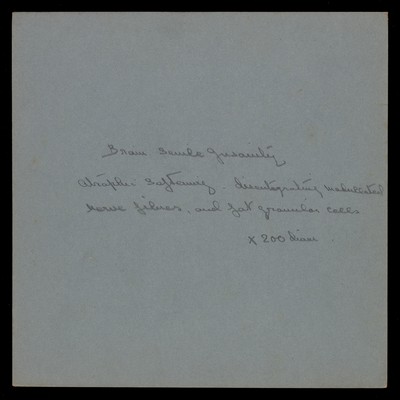 Brain Senile Insanity
Atrophic Softening - disintegrating medullated
nerve fibres, and fat granular cells
x 200 diam